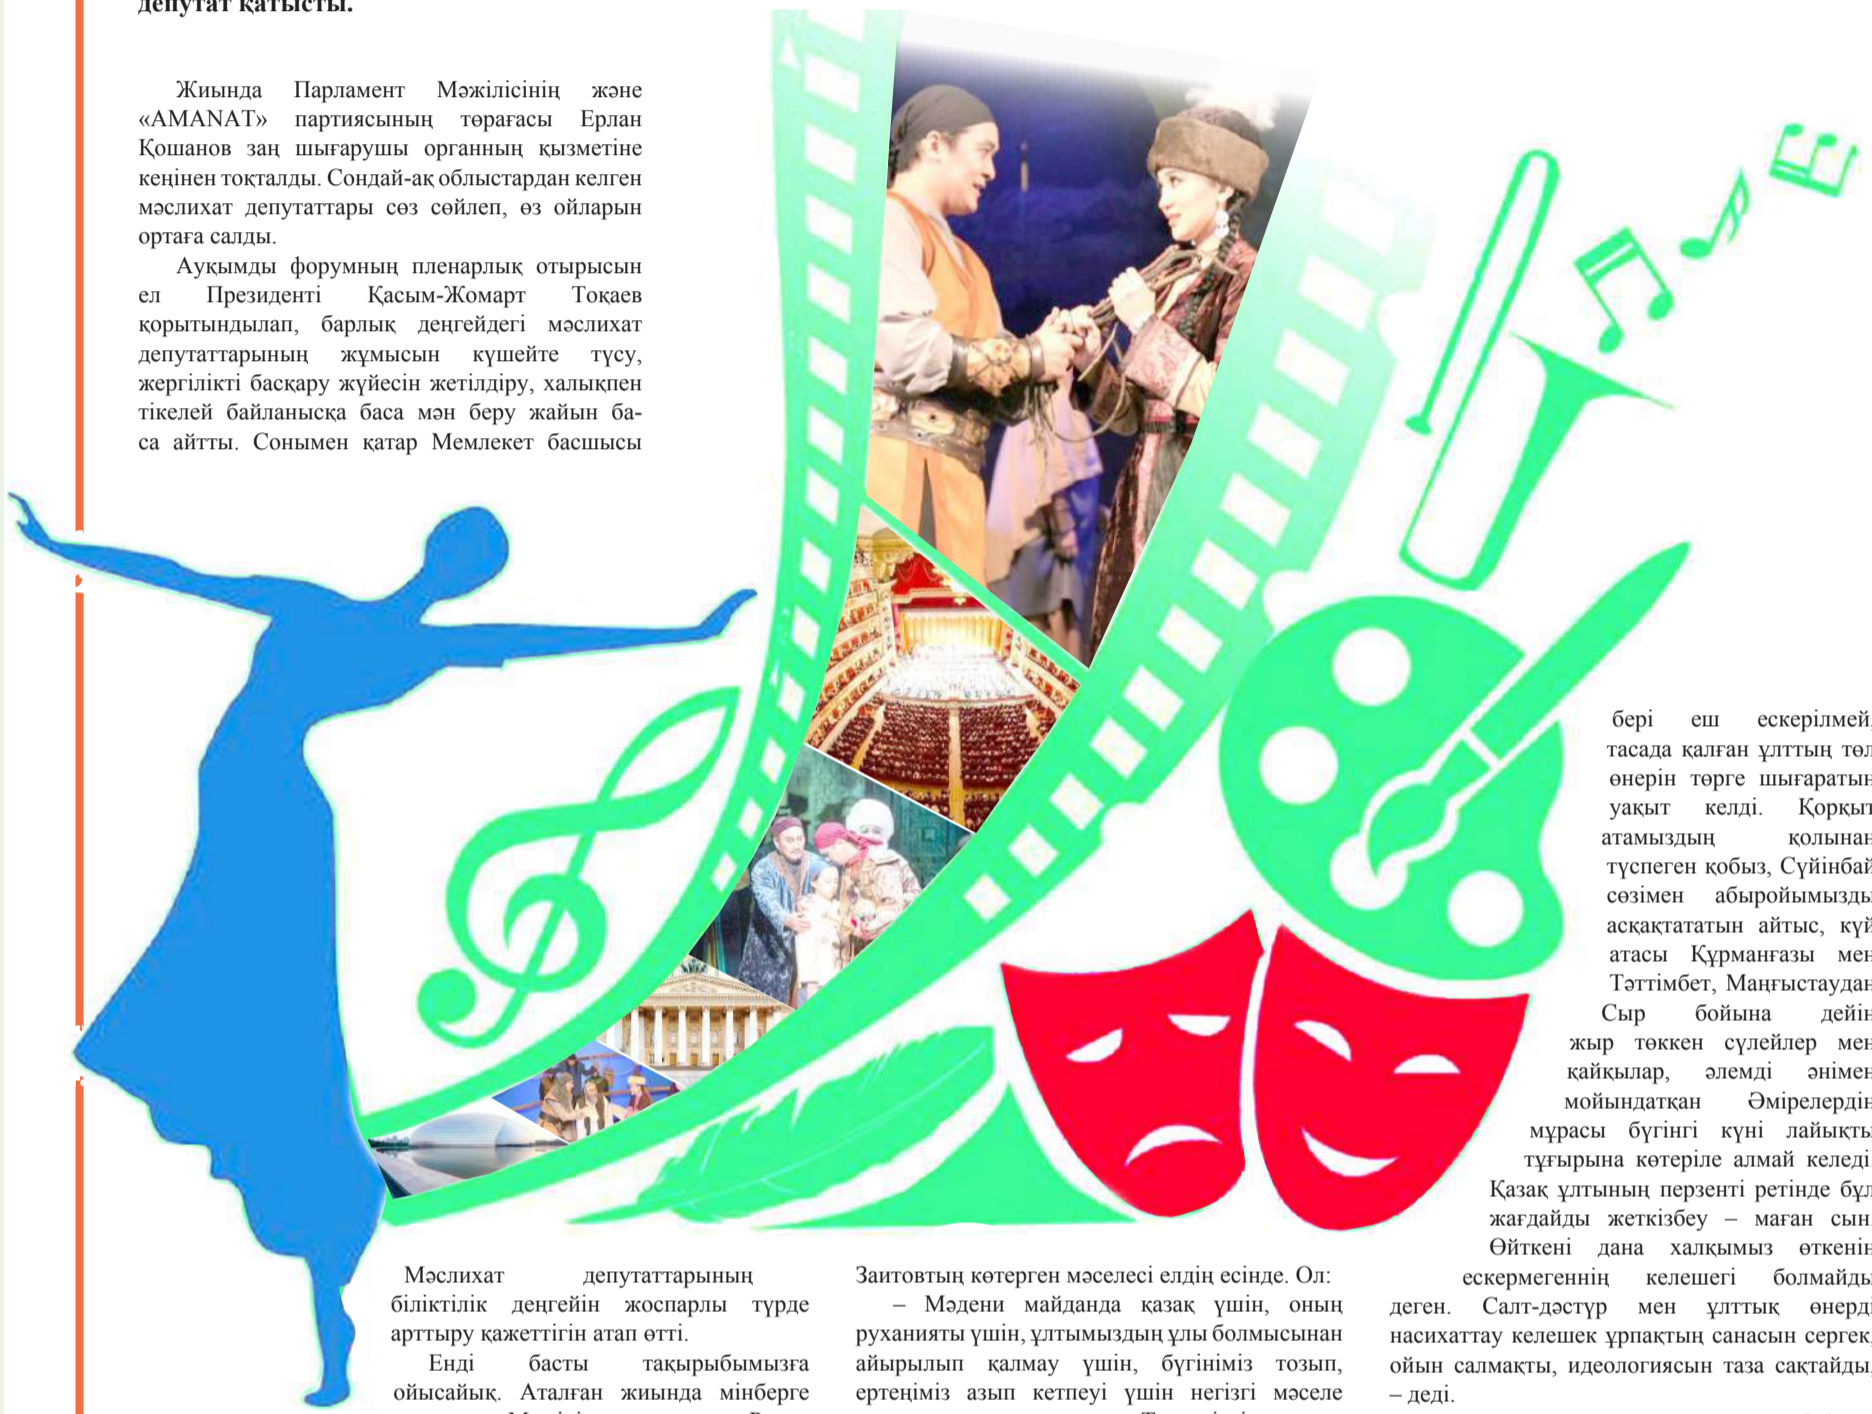 депутат қатысты.
Жиында Парламент Мәжілісінің және
«AMANAT» партиясының төрағасы Ерлан
Қошанов заң шығарушы органның қызметіне
кеңінен тоқталды. Сондай-ақ облыстардан келген
мәслихат депутаттары сөз сөйлеп, өз ойларын
ортаға салды.
Ауқымды форумның пленарлық отырысын
ел Президенті Қасым-Жомарт Тоқаев
қорытындылап, барлық деңгейдегі мәслихат
депутаттарының жұмысын күшейте түсу,
жергілікті басқару жүйесін жетілдіру, халықпен
тікелей байланысқа баса мән беру жайын ба-
са айтты. Сонымен қатар Мемлекет басшысы
Мәслихат депутаттарының
біліктілік деңгейін жоспарлы түрде
арттыру қажеттігін атап өтті.
Енді басты тақырыбымызға
ойысайық. Аталған жиында мінберге
Заитовтың көтерген мәселесі елдің есінде. Ол:
– Мәдени майданда қазақ үшін, оның
руханияты үшін, ұлтымыздың ұлы болмысынан
айырылып қалмау үшін, бүгініміз тозып,
ертеңіміз азып кетпеуі үшін негізгі мәселе
бері еш ескерілмей,
тасада қалған ұлттың төл
өнерін төрге шығаратын
уақыт келді. Қорқыт
атамыздың қолынан
түспеген қобыз, Сүйінбай
сөзімен абыройымызды
асқақтататын айтыс, күй
атасы Құрманғазы мен
Тәттімбет, Маңғыстаудан
Сыр бойына дейін
жыр төккен сүлейлер мен
қайқылар, әлемді әнімен
мойындатқан Әмірелердің
мұрасы бүгінгі күні лайықты
тұғырына көтеріле алмай келеді.
Қазақ ұлтының перзенті ретінде бұл
жағдайды жеткізбеу – маған сын.
Өйткені дана халқымыз өткенін
ескермегеннің келешегі болмайды
деген. Салт-дәстүр мен ұлттық өнерді
насихаттау келешек ұрпақтың санасын сергек,
ойын салмақты, идеологиясын таза сақтайды,
– деді.